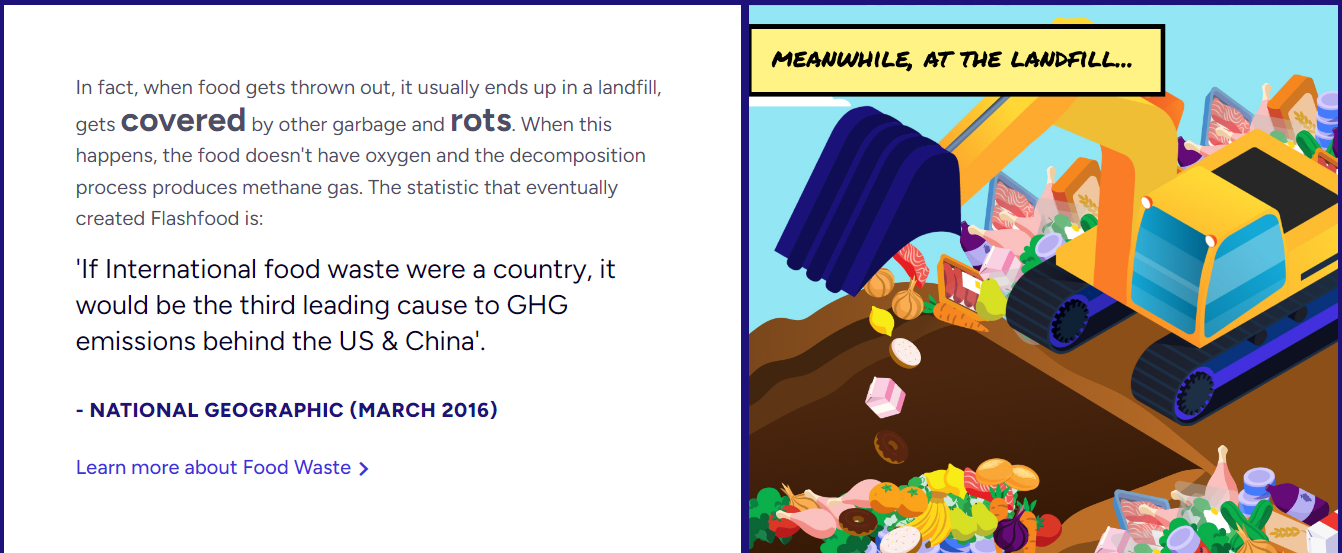 In fact, when food gets thrown out, it usually ends up in a landfill,
gets covered by other garbage and rots. When this
happens, the food doesn't have oxygen and the decomposition
process produces methane gas. The statistic that eventually
created Flashfood is:
'If International food waste were a country, it
would be the third leading cause to GHG
emissions behind the US & China'.
- NATIONAL GEOGRAPHIC (MARCH 2016)
Learn more about Food Waste
MEANWHILE, AT THE LANDFILL...